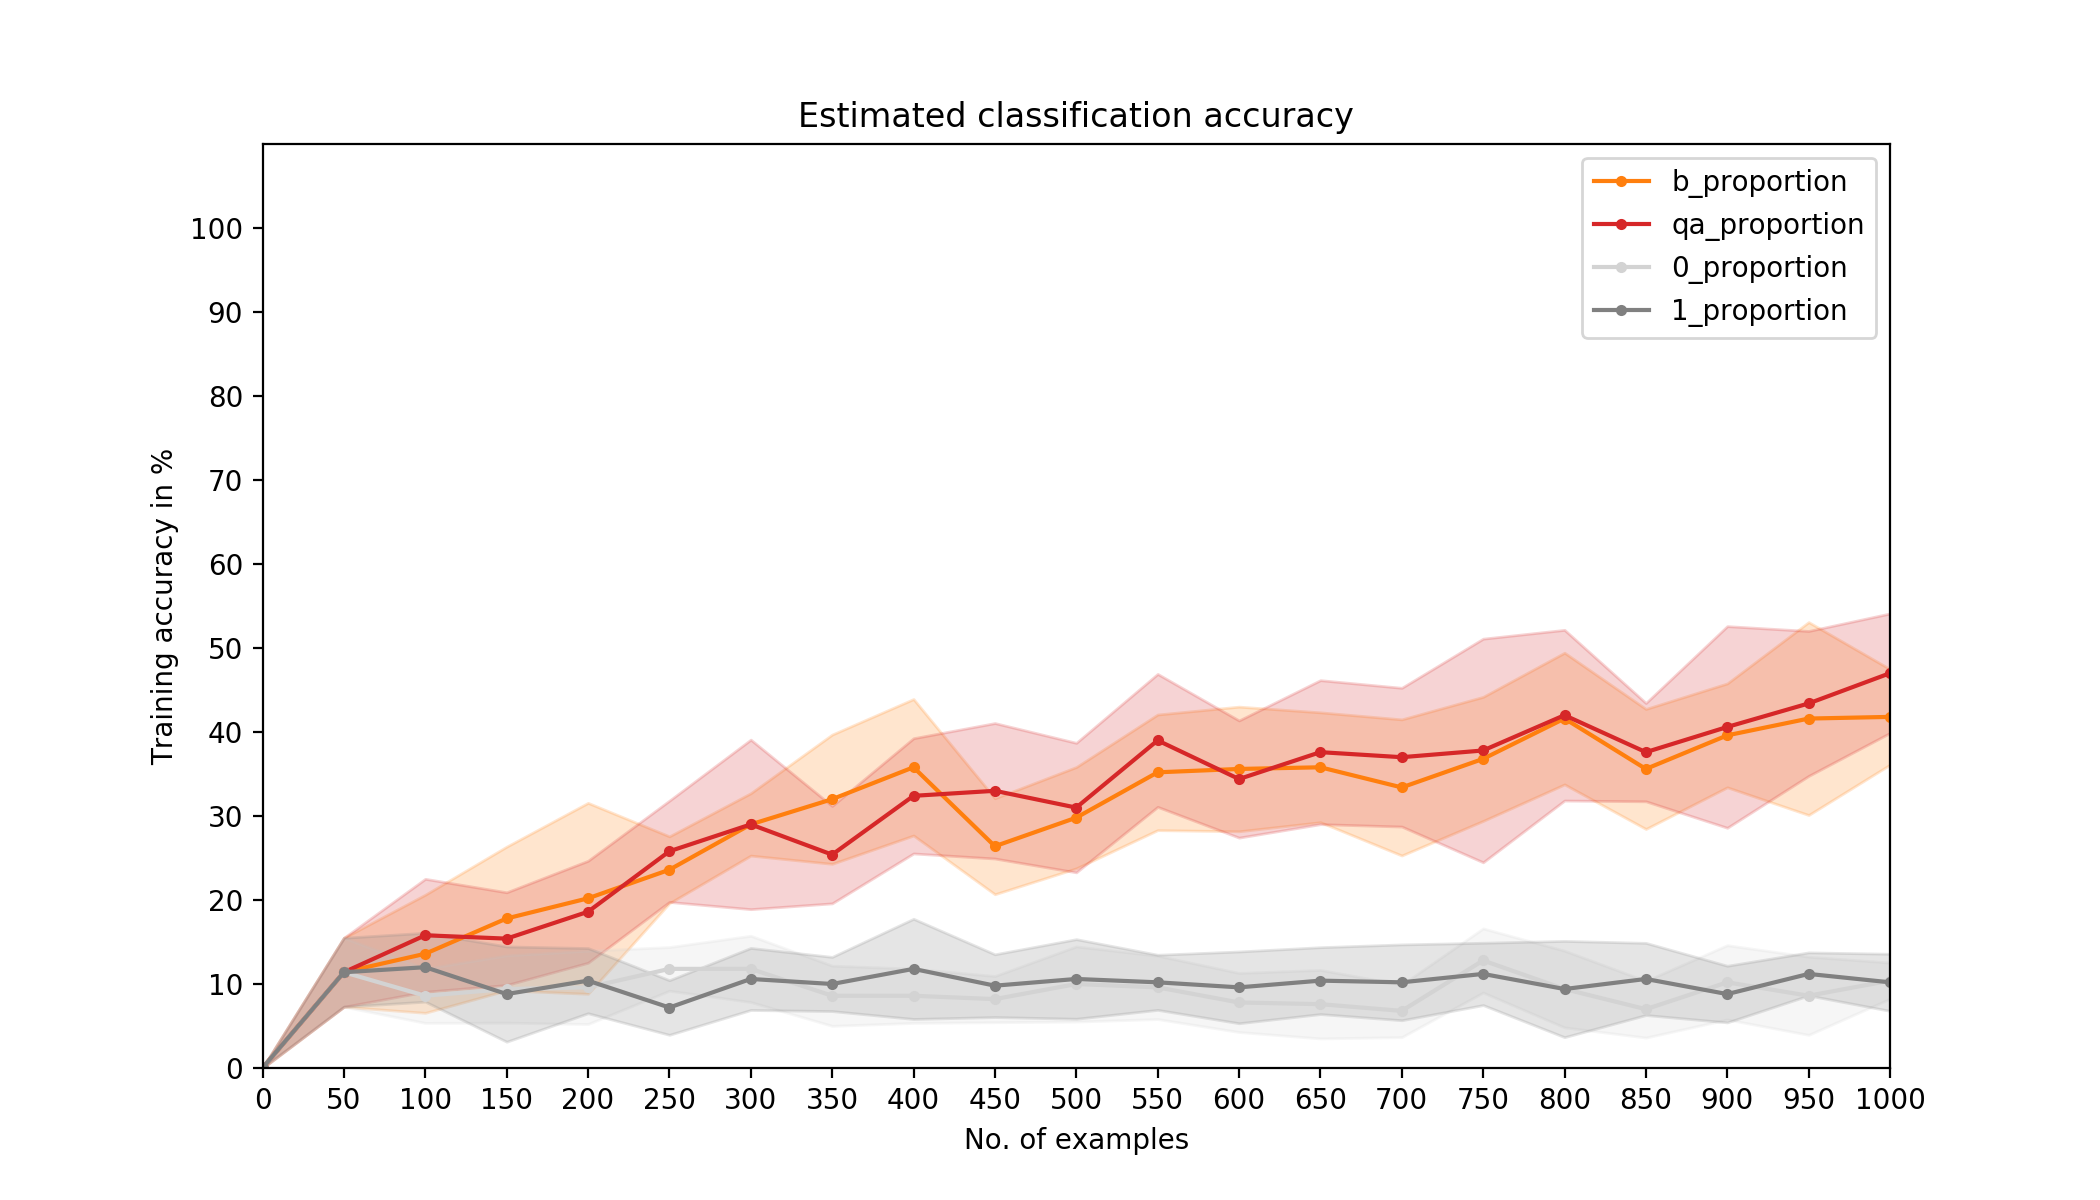 Estimated classification accuracy
b_proportion
qa_proportion
0_proportion
1_proportion
100
90
80
70
60
50
40
30
20
10
0
Training accuracy in %
0 50 100 150 200 250 300 350 400 450 500 550 600 650 700 750 800 850 900 950 1000
No. of examples